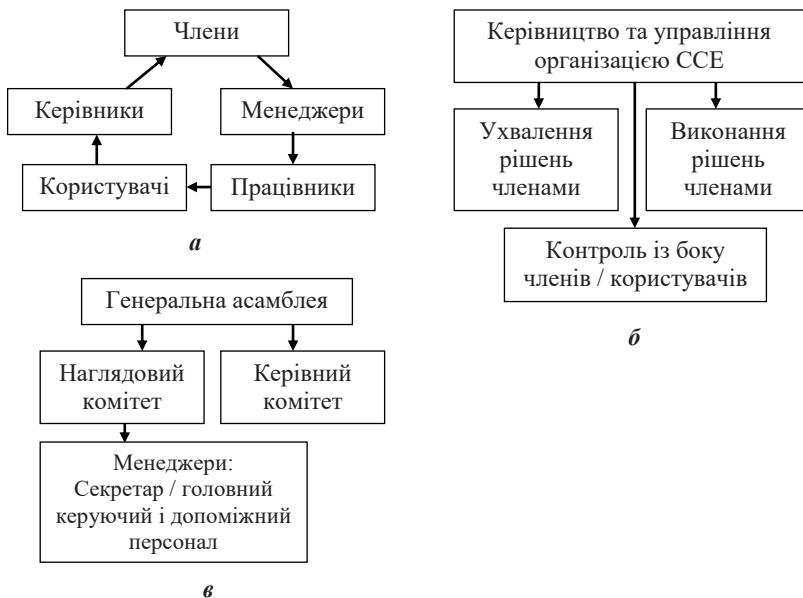 Члени
Керівники
Менеджери
Користувачі
Працівники
а
Керівництво та управління
організацією ССЕ
Ухвалення
рішень
членами
Виконання
рішень
членами
Контроль із боку
членів / користувачів
б
Генеральна асамблея
Наглядовий
комітет
Керівний
комітет
Менеджери:
Секретар / головний
керуючий і допоміжний
персонал
в